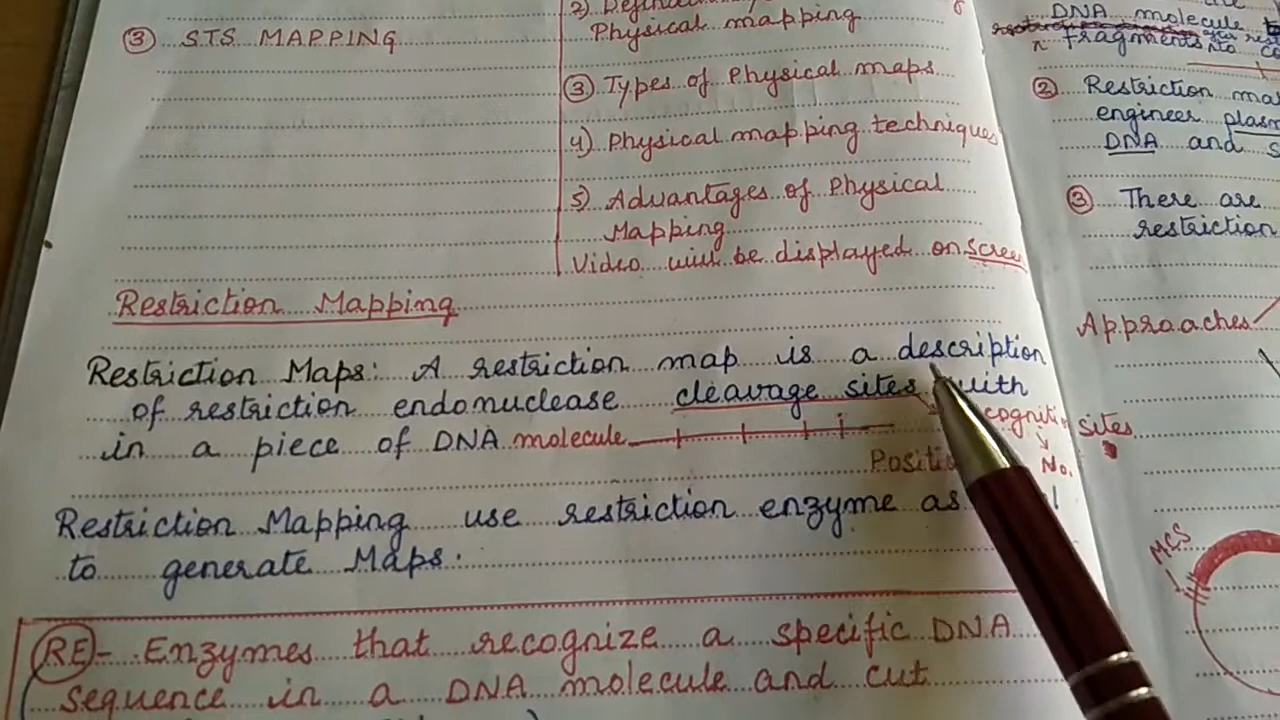 ③ STS MAPPING
Physical mapping
③ Types of Physical maps
4) Physical mapping techniques
5) Advantages of Physical
Mapping
Video will be displayed on Screen
Restriction Mapping
Restriction Maps: A restriction map is a description
of restriction endonuclease cleavage sites with
in a piece of DNA molecule
sites
No.
Restriction Mapping use restriction enzyme as
to generate Maps.
RE - Enzymes that recognize a specific DNA
sequence in a DNA molecule and cut
DNA molecule
fragments
② Restriction
engineer
DNA and
③ There are
restriction
Approaches
MCS